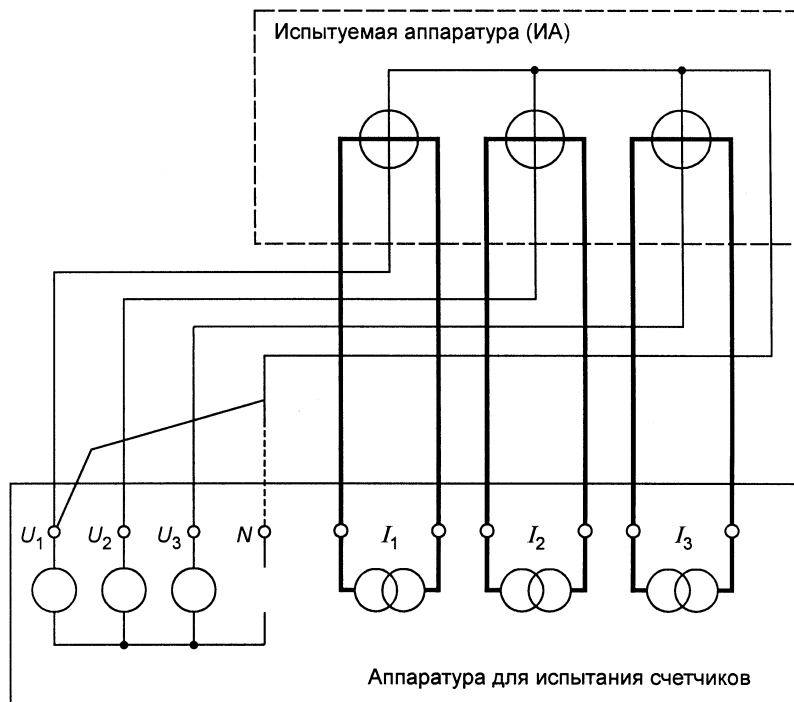 Испытуемая аппаратура (ИА)
U1 U2 U3 N I1 I2 I3
Аппаратура для испытания счетчиков